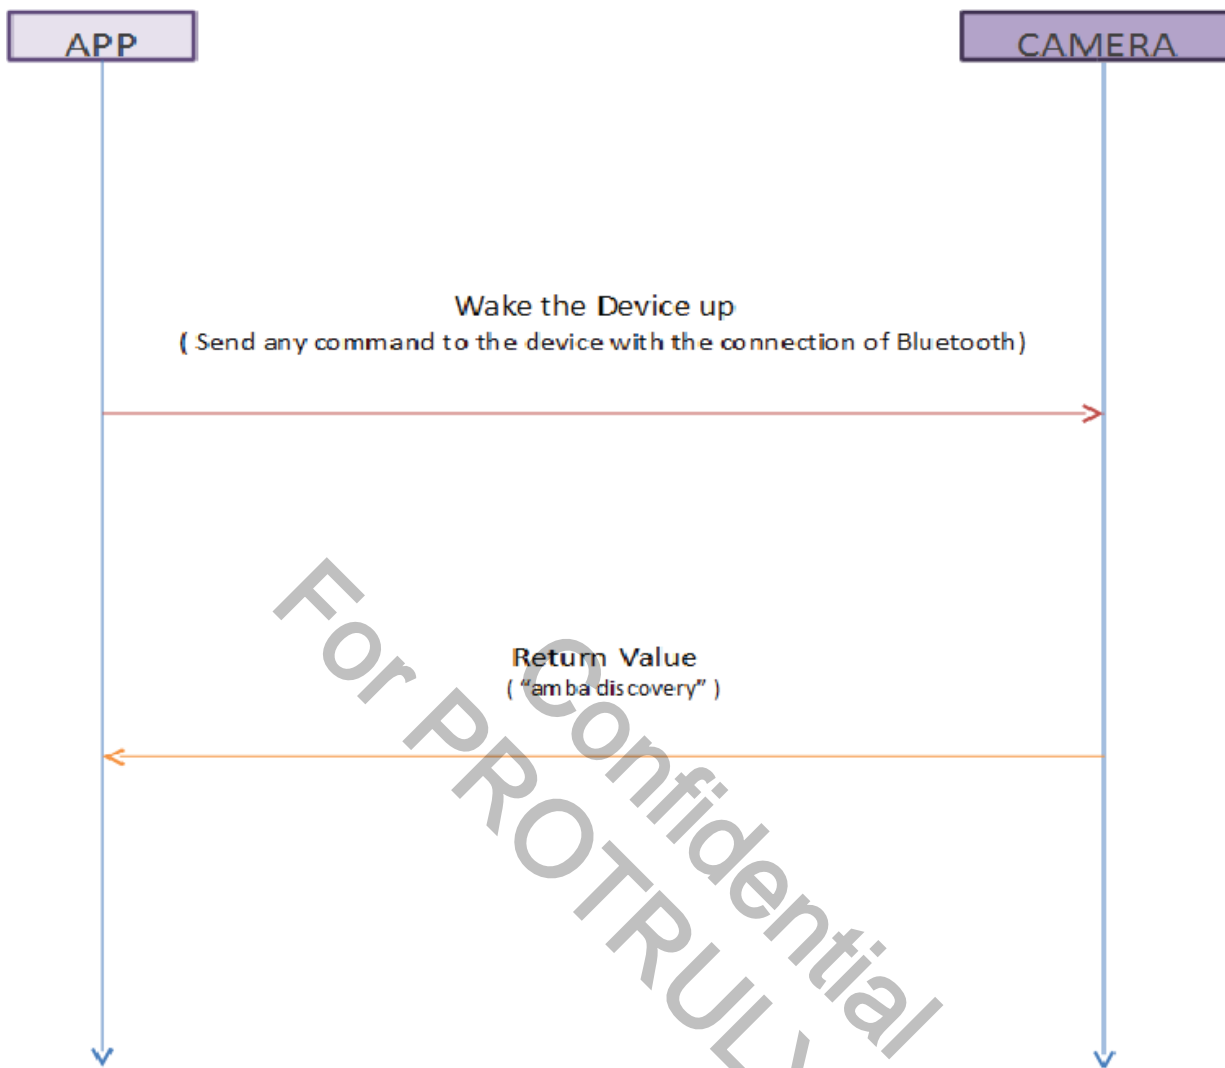 APP
CAMERA
Wake the Device up
( Send any command to the device with the connection of Bluetooth)
Return Value
( “amba discovery” )
Confidential
For PROTRULY